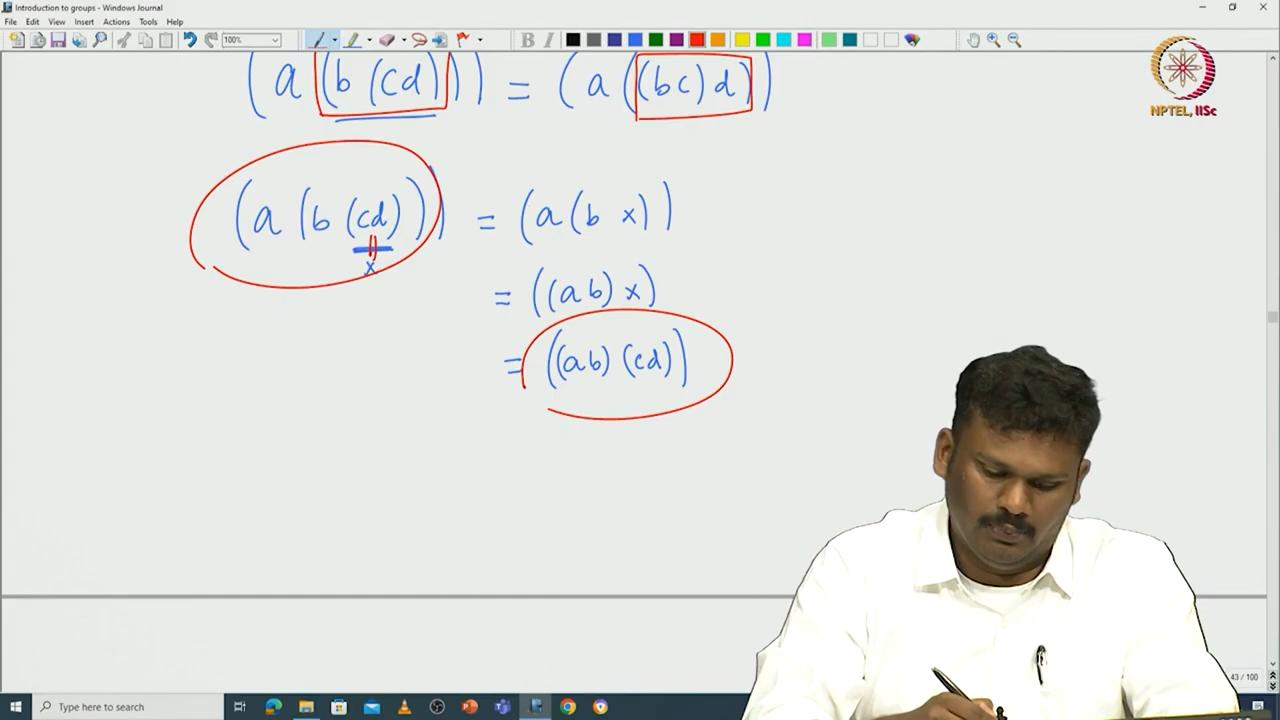 Introduction to groups - Windows Journal
File Edit View Insert Actions Tools Help
100% B I
(a (b (cd))) = (a ((bc) d))
(a (b (cd))) = (a (b x))
x
= ((ab) x)
= ((ab) (cd))
NPTEL, IISc
43 / 100
Type here to search